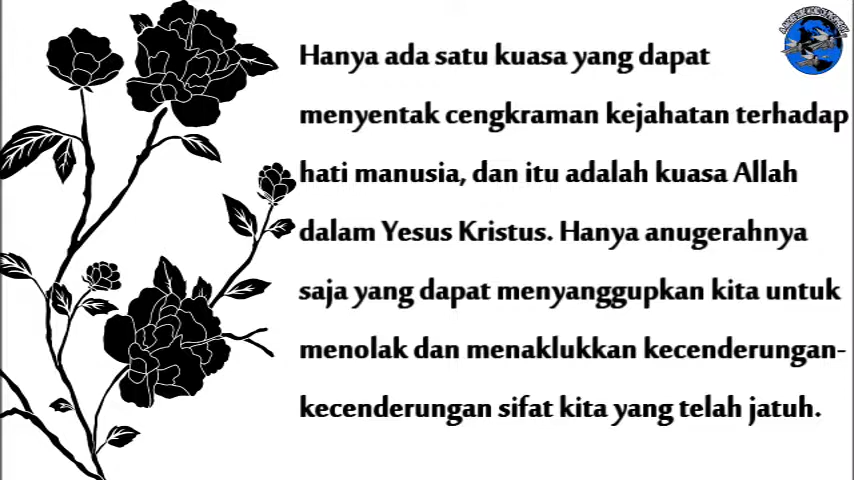 Hanya ada satu kuasa yang dapat
menyentak cengkraman kejahatan terhadap
hati manusia, dan itu adalah kuasa Allah
dalam Yesus Kristus. Hanya anugerahnya
saja yang dapat menyanggupkan kita untuk
menolak dan menaklukkan kecenderungan-
kecenderungan sifat kita yang telah jatuh.